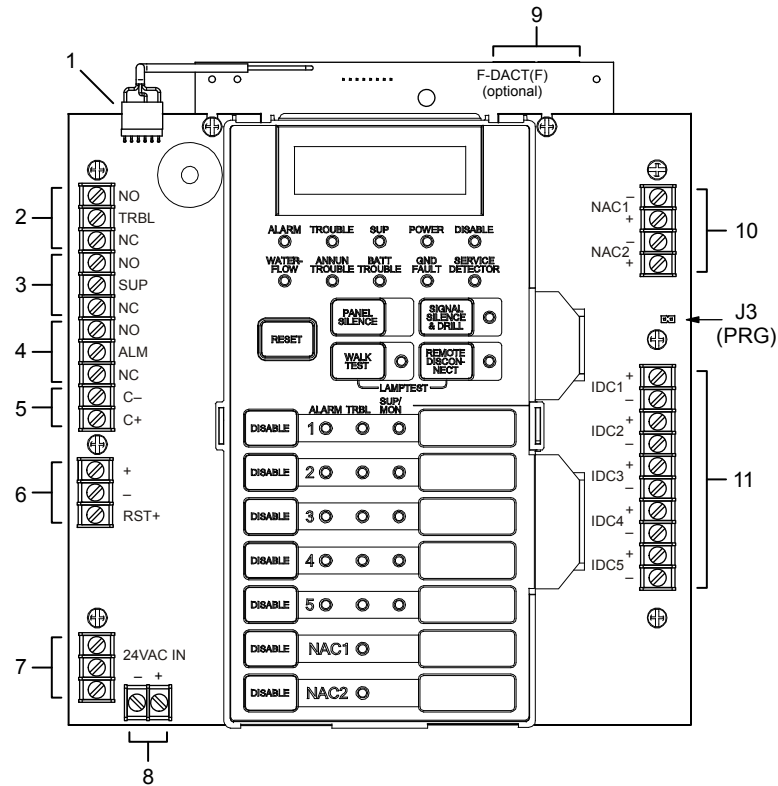 9
1
F-DACT(F)
(optional)
2
NO
TRBL
NC
3
NO
SUP
NC
4
NO
ALM
NC
5
C–
C+
6
+
–
RST+
7
24VAC IN
– +
8
ALARM TROUBLE SUP POWER DISABLE
WATER-
FLOW
ANNUN
TROUBLE
BATT
TROUBLE
GND
FAULT
SERVICE
DETECTOR
RESET
PANEL
SILENCE
SIGNAL
SILENCE
& DRILL
WALK
TEST
REMOTE
DISCON-
NECT
LAMPTEST
ALARM TRBL SUP/
MON
DISABLE 1
DISABLE 2
DISABLE 3
DISABLE 4
DISABLE 5
DISABLE NAC1
DISABLE NAC2
NAC1
–
+
NAC2
–
+
10
J3
(PRG)
IDC1
+
–
IDC2
+
–
IDC3
+
–
IDC4
+
–
IDC5
+
–
11